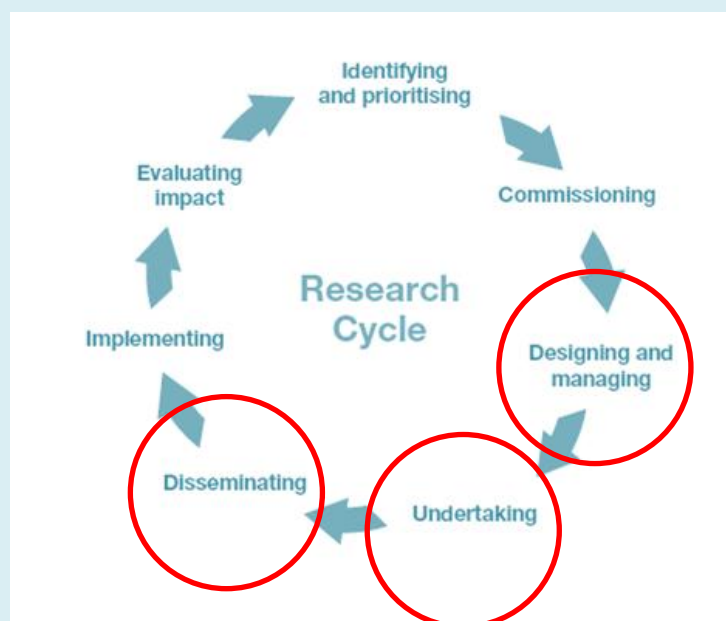 Identifying
and prioritising
Commissioning
Designing and
managing
Undertaking
Disseminating
Implementing
Evaluating
impact
Research
Cycle